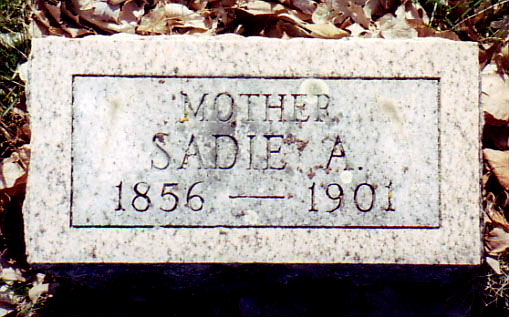 MOTHER
SADIE A.
1856 — 1901